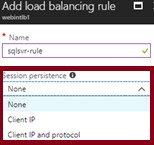 Add load balancing rule
webintlb1
* Name
sqlsvr-rule
Session persistence
None
None
Client IP
Client IP and protocol